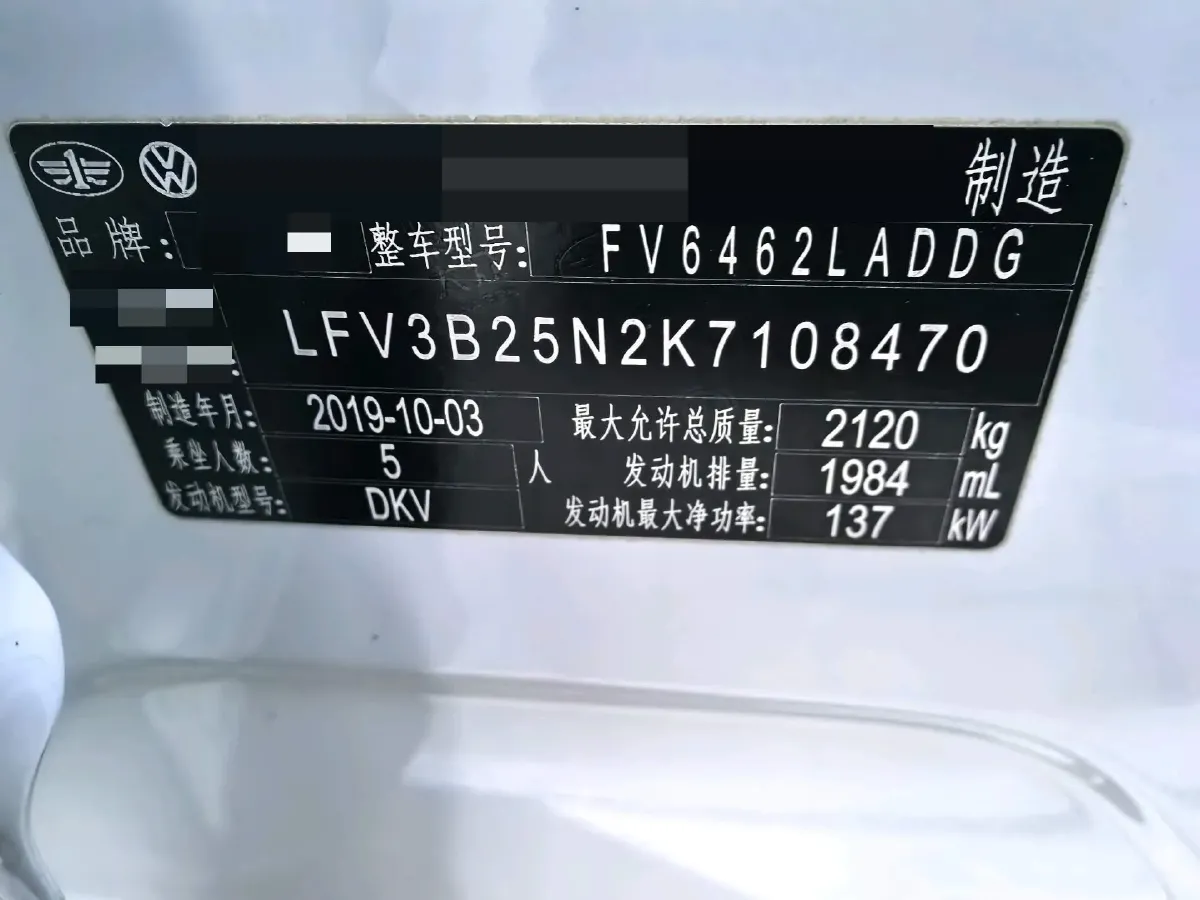 制造
品牌: 整车型号: FV6462LADDG
LFV3B25N2K7108470
制造年月: 2019-10-03 最大允许总质量: 2120 kg
乘坐人数: 5 人 发动机排量: 1984 mL
发动机型号: DKV 发动机最大净功率: 137 kW